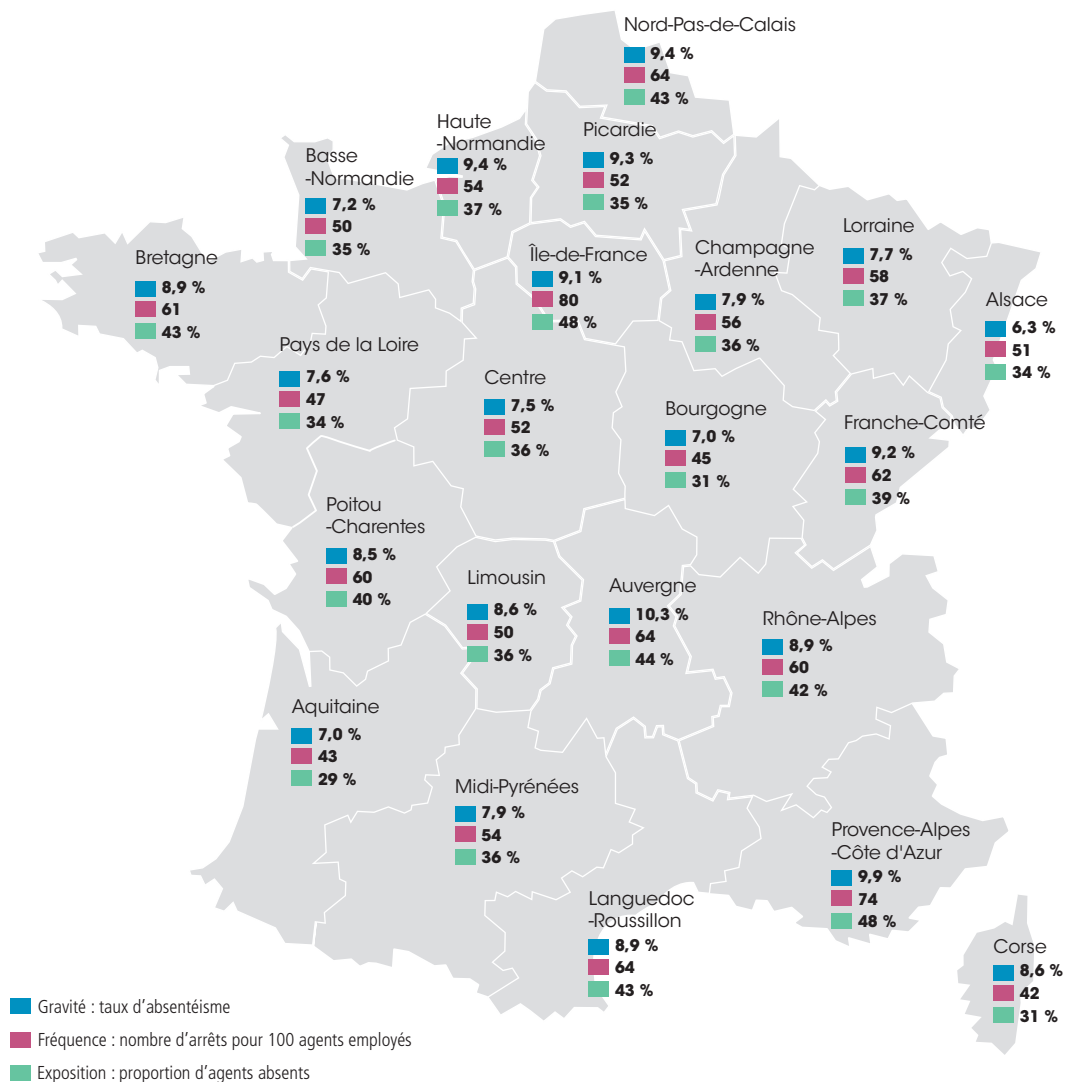 Nord-Pas-de-Calais
9,4 %
64
43 %
Haute
-Normandie
9,4 %
54
37 %
Picardie
9,3 %
52
35 %
Basse
-Normandie
7,2 %
50
35 %
Bretagne
8,9 %
61
43 %
Île-de-France
9,1 %
80
48 %
Champagne
-Ardenne
7,9 %
56
36 %
Lorraine
7,7 %
58
37 %
Alsace
6,3 %
51
34 %
Pays de la Loire
7,6 %
47
34 %
Centre
7,5 %
52
36 %
Bourgogne
7,0 %
45
31 %
Franche-Comté
9,2 %
62
39 %
Poitou
-Charentes
8,5 %
60
40 %
Limousin
8,6 %
50
36 %
Auvergne
10,3 %
64
44 %
Rhône-Alpes
8,9 %
60
42 %
Aquitaine
7,0 %
43
29 %
Midi-Pyrénées
7,9 %
54
36 %
Provence-Alpes
-Côte d'Azur
9,9 %
74
48 %
Languedoc
-Roussillon
8,9 %
64
43 %
Corse
8,6 %
42
31 %
Gravité : taux d'absentéisme
Fréquence : nombre d'arrêts pour 100 agents employés
Exposition : proportion d'agents absents